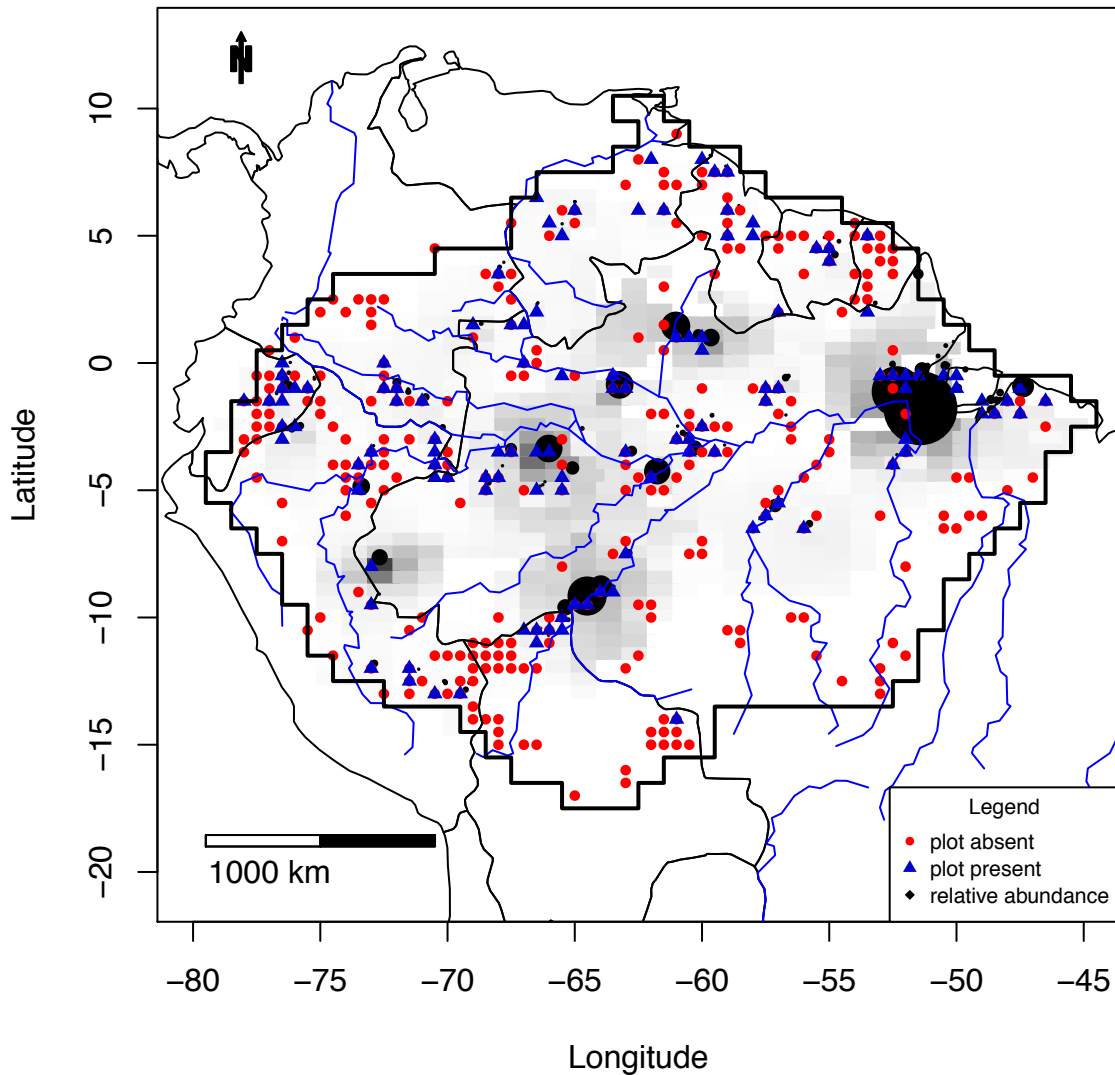 N
10
5
0
−5
−10
−15
−20
Latitude
1000 km
Legend
plot absent
plot present
relative abundance
−80
−75
−70
−65
−60
−55
−50
−45
Longitude